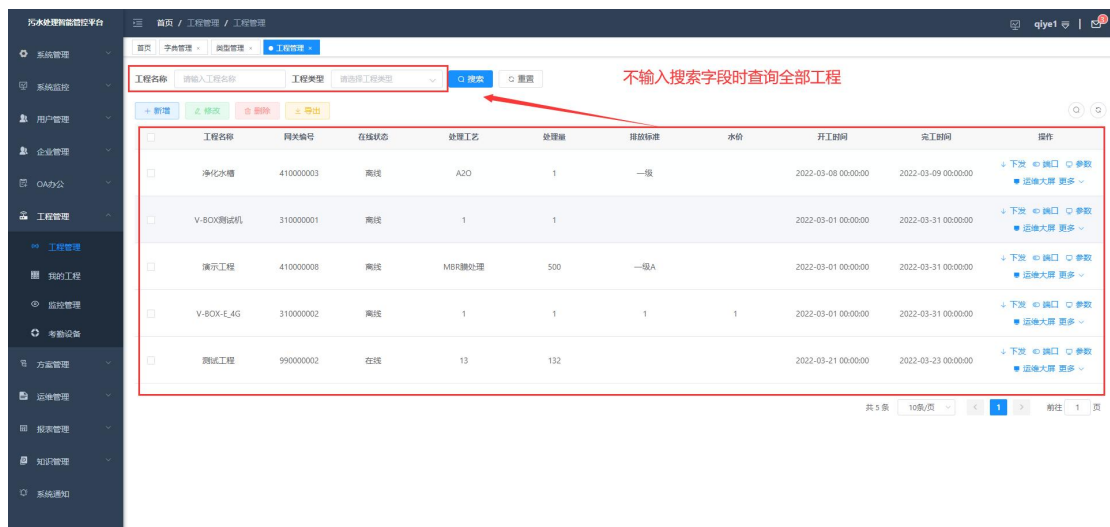 污水处理智能管控平台
首页 / 工程管理 / 工程管理
qiye1
3
首页 字典管理 × 类型管理 × ● 工程管理 ×
系统管理
系统监控
用户管理
企业管理
OA办公
工程管理
工程管理
我的工程
监控管理
考勤设备
方案管理
运维管理
报表管理
知识管理
系统通知
工程名称 请输入工程名称 工程类型 请选择工程类型 搜索 重置
不输入搜索字段时查询全部工程
+ 新增 修改 删除 导出
工程名称 网关编号 在线状态 处理工艺 处理量 排放标准 水价 开工时间 完工时间 操作
净化水槽 410000003 离线 A2O 1 一级 2022-03-08 00:00:00 2022-03-09 00:00:00 下发 端口 参数
运维大屏 更多
V-BOX测试机 310000001 离线 1 1 2022-03-01 00:00:00 2022-03-31 00:00:00 下发 端口 参数
运维大屏 更多
演示工程 410000008 离线 MBR膜处理 500 一级A 2022-03-01 00:00:00 2022-03-31 00:00:00 下发 端口 参数
运维大屏 更多
V-BOX-E_4G 310000002 离线 1 1 1 1 2022-03-01 00:00:00 2022-03-31 00:00:00 下发 端口 参数
运维大屏 更多
测试工程 990000002 在线 13 132 2022-03-21 00:00:00 2022-03-23 00:00:00 下发 端口 参数
运维大屏 更多
共 5 条 10条/页 < 1 > 前往 1 页